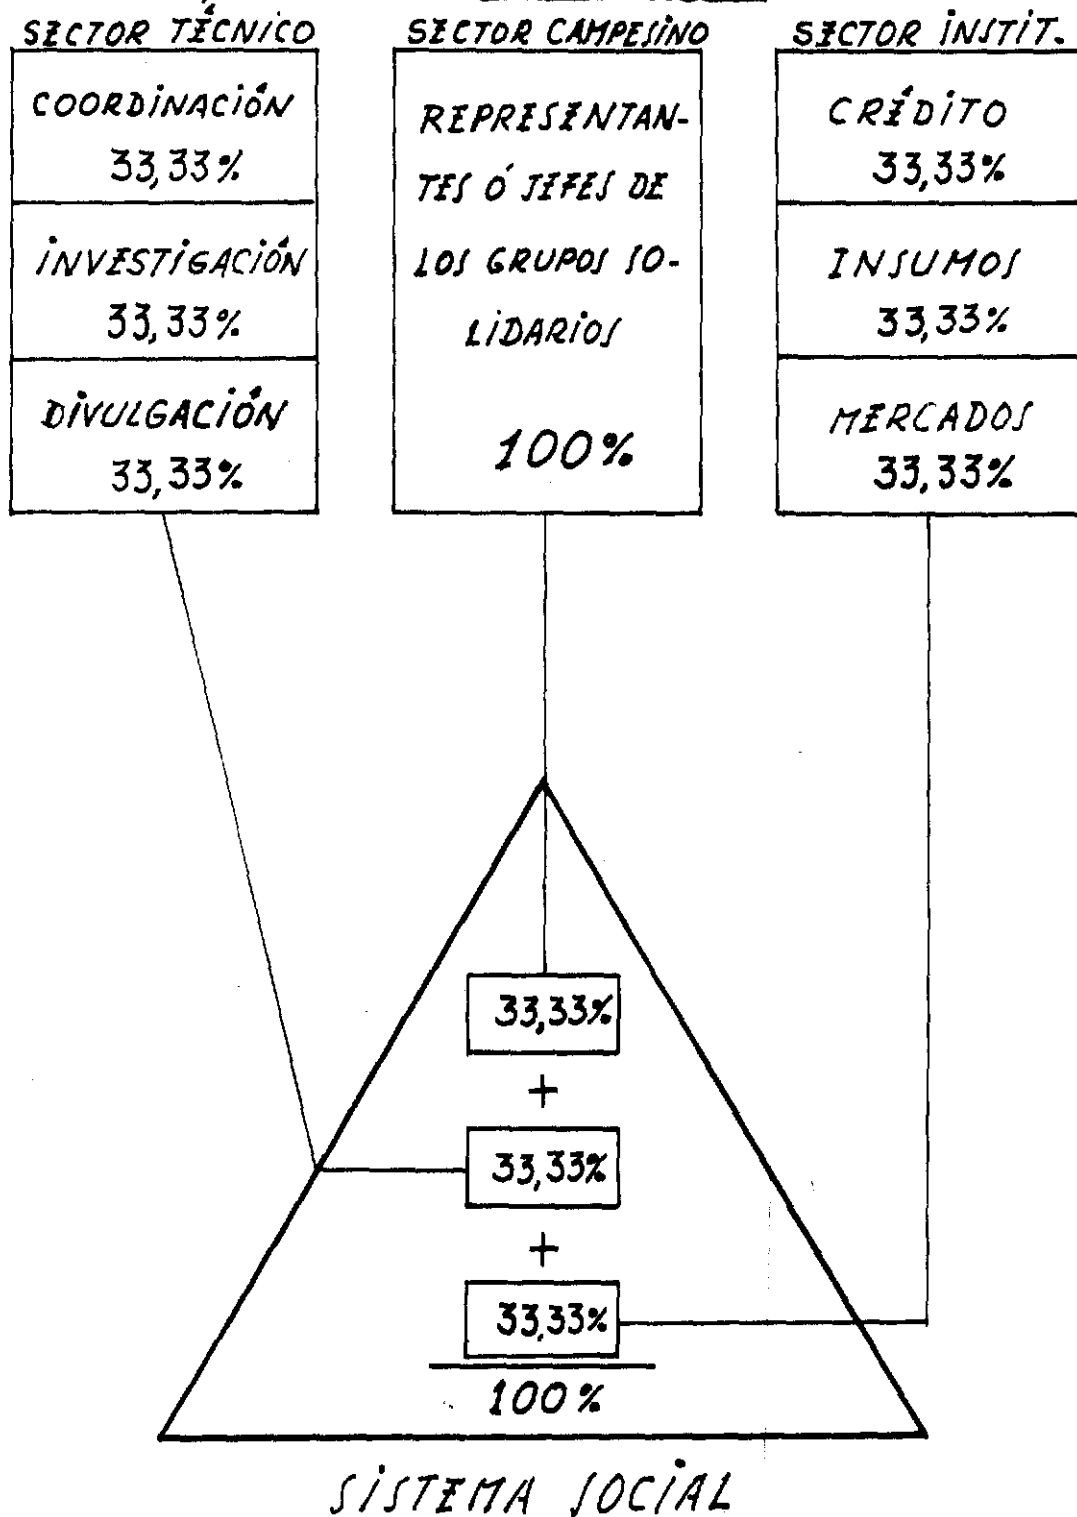 SECTOR TÉCNICO
COORDINACIÓN
33,33%
INVESTIGACIÓN
33,33%
DIVULGACIÓN
33,33%
SECTOR CAMPESINO
REPRESENTAN-
TES Ó JEFES DE
LOS GRUPOS SO-
LIDARIOS
100%
SECTOR INSTIT.
CRÉDITO
33,33%
INSUMOS
33,33%
MERCADOS
33,33%
33,33%
+
33,33%
+
33,33%
100%
SISTEMA SOCIAL